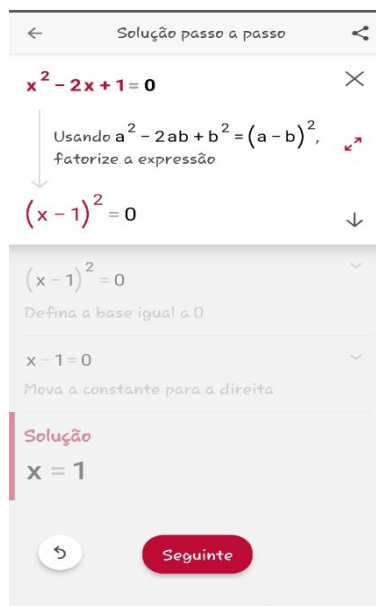 Solução passo a passo
x² − 2x + 1 = 0
Usando a² − 2ab + b² = (a − b)²,
fatorize a expressão
(x − 1)² = 0
(x − 1)² = 0
Defina a base igual a 0
x − 1 = 0
Mova a constante para a direita
Solução
x = 1
Seguinte